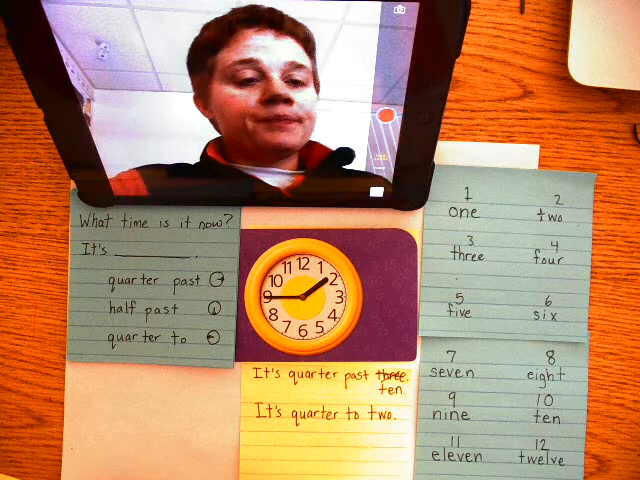 What time is it now?
It's ________.
quarter past
half past
quarter to
12
1
2
3
4
5
6
7
8
9
10
11
It's quarter past three.
ten.
It's quarter to two.
1 2
one two
3 4
three four
5 6
five six
7 8
seven eight
9 10
nine ten
11 12
eleven twelve